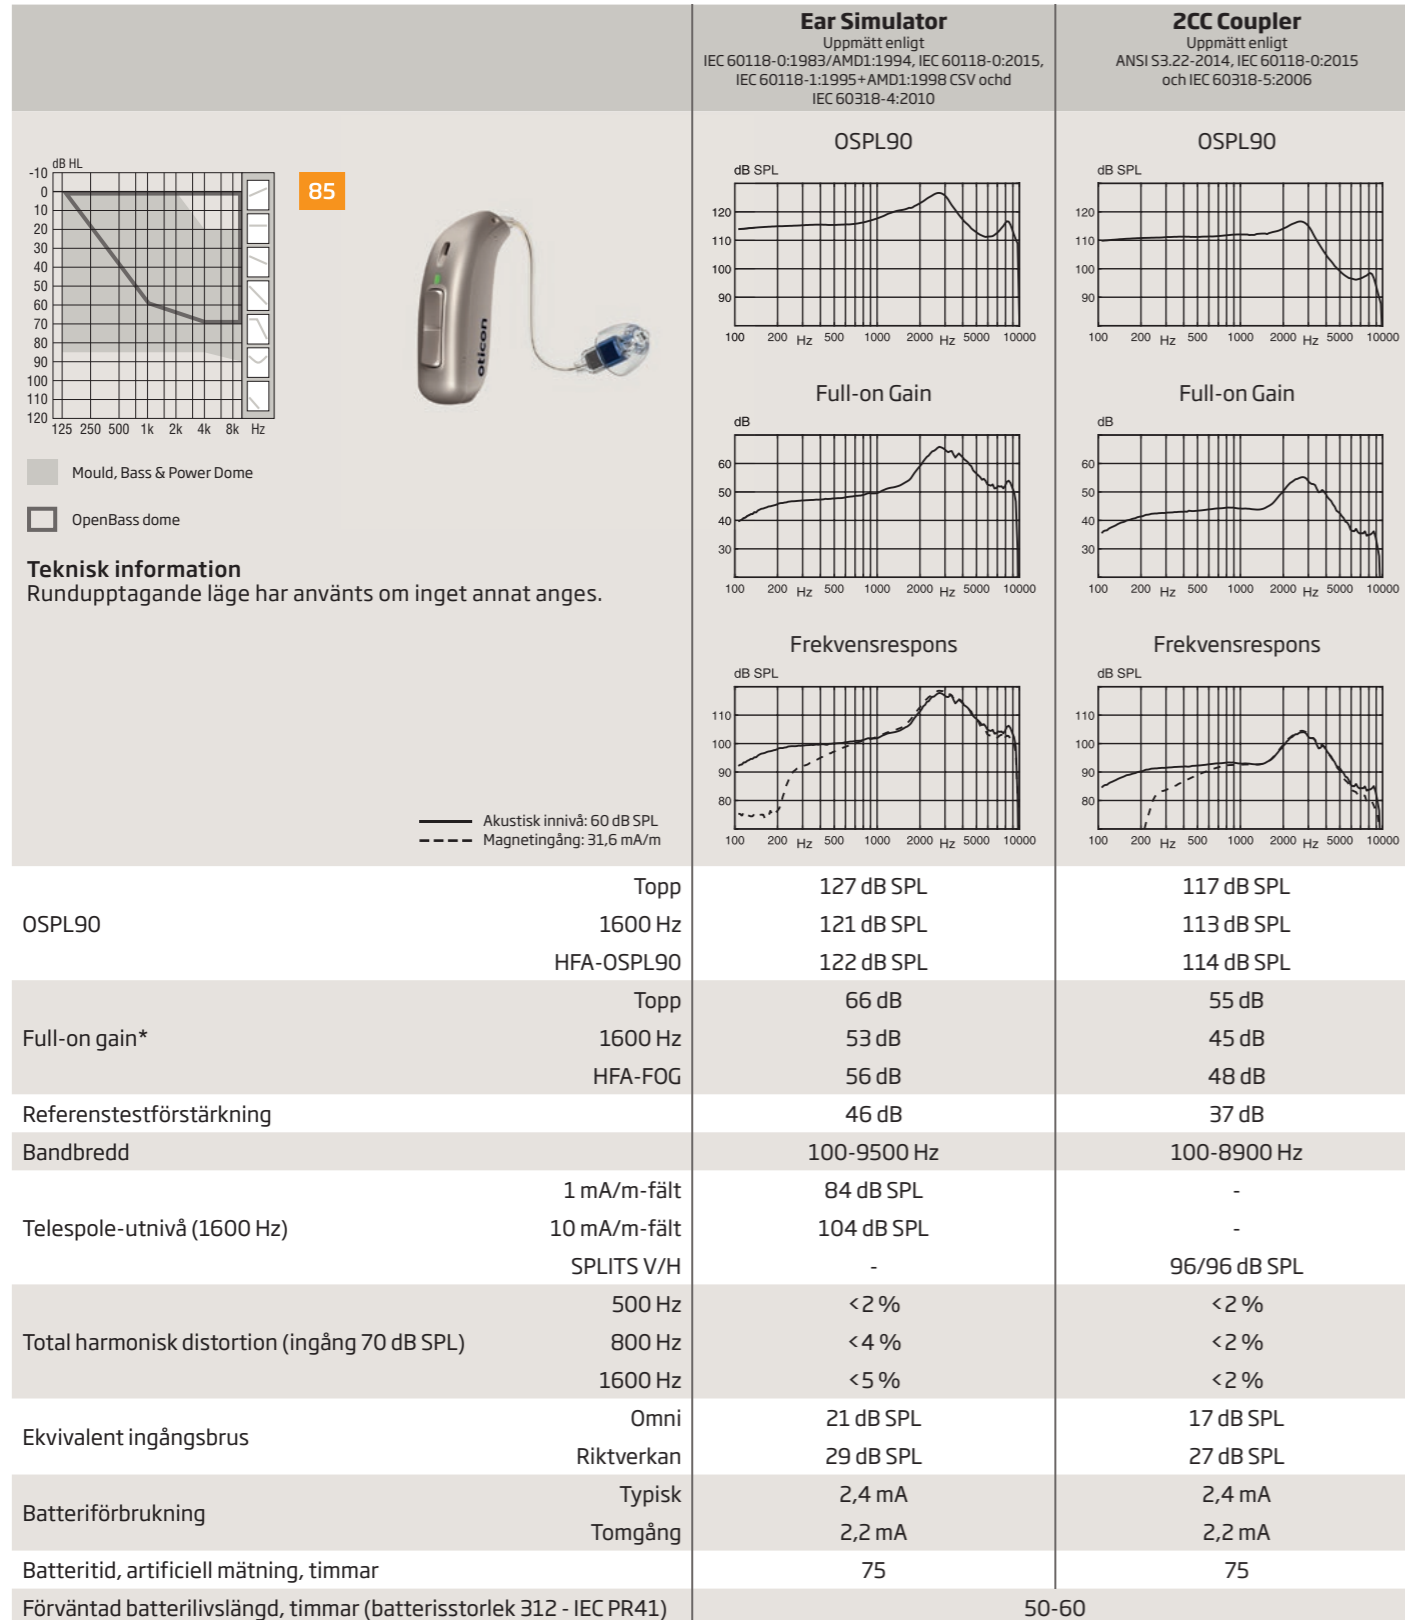 Ear Simulator
Uppmätt enligt
IEC 60118-0:1983/AMD1:1994, IEC 60118-0:2015,
IEC 60118-1:1995+AMD1:1998 CSV ochd
IEC 60318-4:2010
2CC Coupler
Uppmätt enligt
ANSI S3.22-2014, IEC 60118-0:2015
och IEC 60318-5:2006
dB HL
-10
0
10
20
30
40
50
60
70
80
90
100
110
120
125 250 500 1k 2k 4k 8k Hz
85
oticon
Mould, Bass & Power Dome
OpenBass dome
Teknisk information
Rundupptagande läge har använts om inget annat anges.
Akustisk innivå: 60 dB SPL
Magnetingång: 31,6 mA/m
OSPL90
dB SPL
120
110
100
90
100 200 Hz 500 1000 2000 Hz 5000 10000
OSPL90
dB SPL
120
110
100
90
100 200 Hz 500 1000 2000 Hz 5000 10000
Full-on Gain
dB
60
50
40
30
100 200 Hz 500 1000 2000 Hz 5000 10000
Full-on Gain
dB
60
50
40
30
100 200 Hz 500 1000 2000 Hz 5000 10000
Frekvensrespons
dB SPL
110
100
90
80
100 200 Hz 500 1000 2000 Hz 5000 10000
Frekvensrespons
dB SPL
110
100
90
80
100 200 Hz 500 1000 2000 Hz 5000 10000
OSPL90
Topp 127 dB SPL 117 dB SPL
1600 Hz 121 dB SPL 113 dB SPL
HFA-OSPL90 122 dB SPL 114 dB SPL
Full-on gain*
Topp 66 dB 55 dB
1600 Hz 53 dB 45 dB
HFA-FOG 56 dB 48 dB
Referenstestförstärkning 46 dB 37 dB
Bandbredd 100-9500 Hz 100-8900 Hz
Telespole-utnivå (1600 Hz)
1 mA/m-fält 84 dB SPL -
10 mA/m-fält 104 dB SPL -
SPLITS V/H - 96/96 dB SPL
Total harmonisk distortion (ingång 70 dB SPL)
500 Hz <2 % <2 %
800 Hz <4 % <2 %
1600 Hz <5 % <2 %
Ekvivalent ingångsbrus
Omni 21 dB SPL 17 dB SPL
Riktverkan 29 dB SPL 27 dB SPL
Batteriförbrukning
Typisk 2,4 mA 2,4 mA
Tomgång 2,2 mA 2,2 mA
Batteritid, artificiell mätning, timmar 75 75
Förväntad batterilivslängd, timmar (batterisstorlek 312 - IEC PR41) 50-60